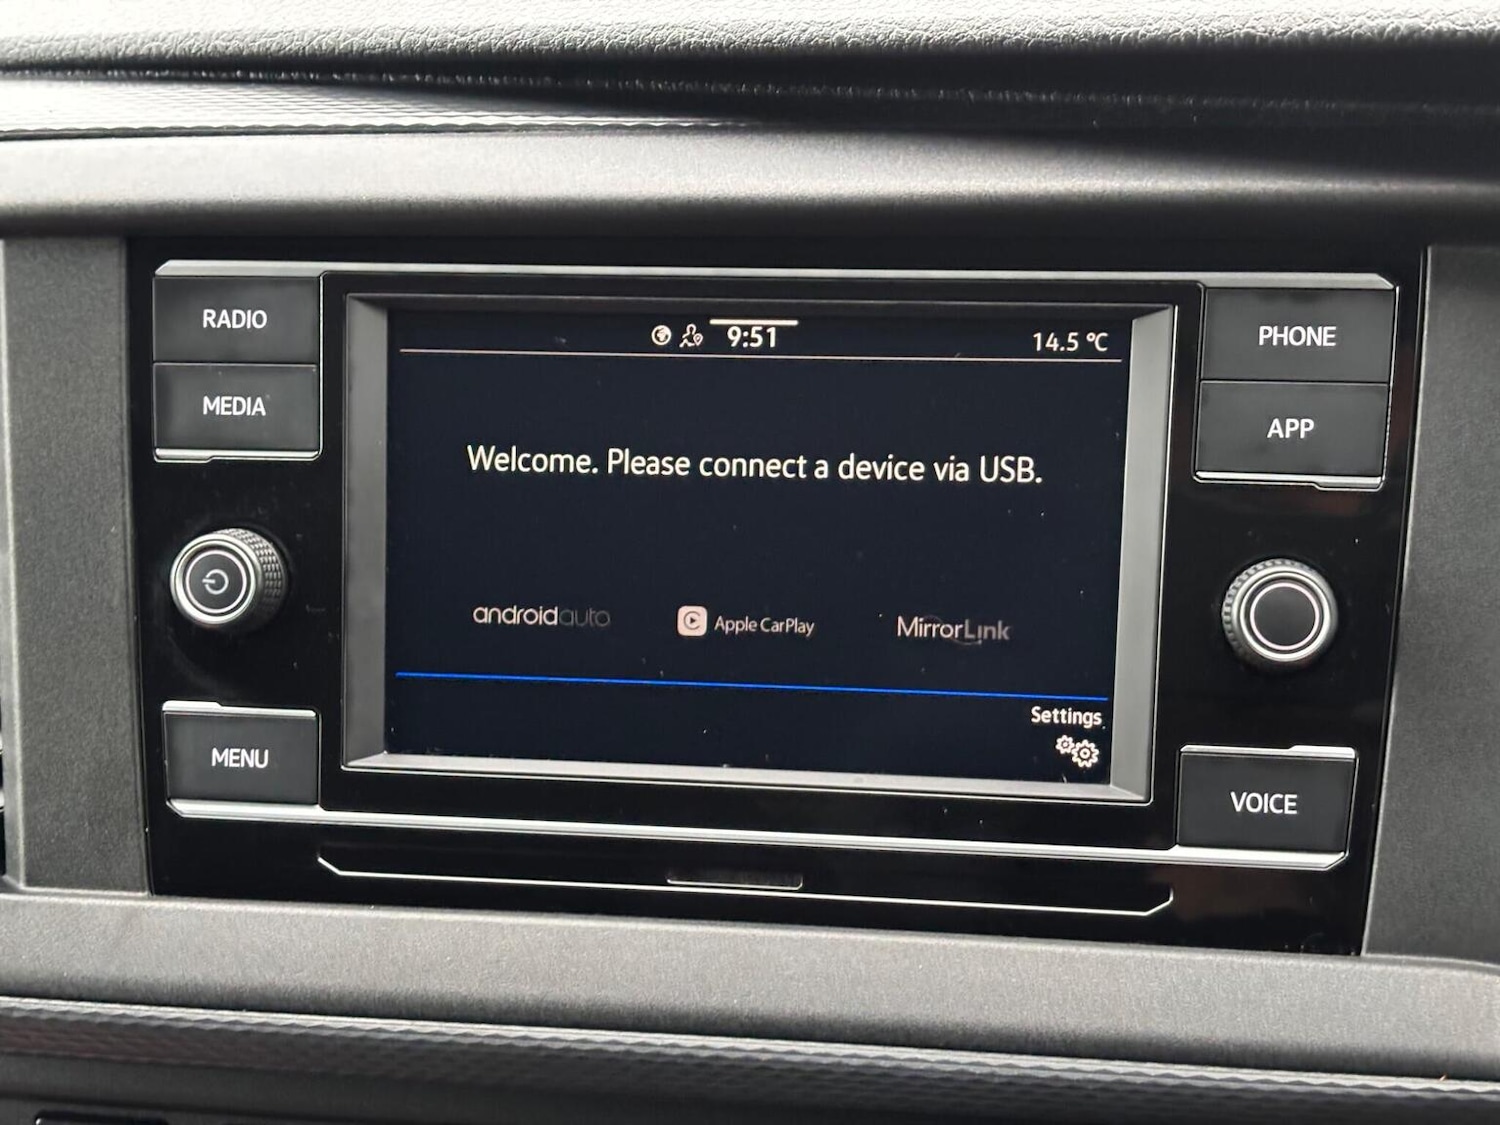 RADIO
MEDIA
MENU
9:51
14.5 °C
Welcome. Please connect a device via USB.
androidauto
Apple CarPlay
MirrorLink
Settings
PHONE
APP
VOICE